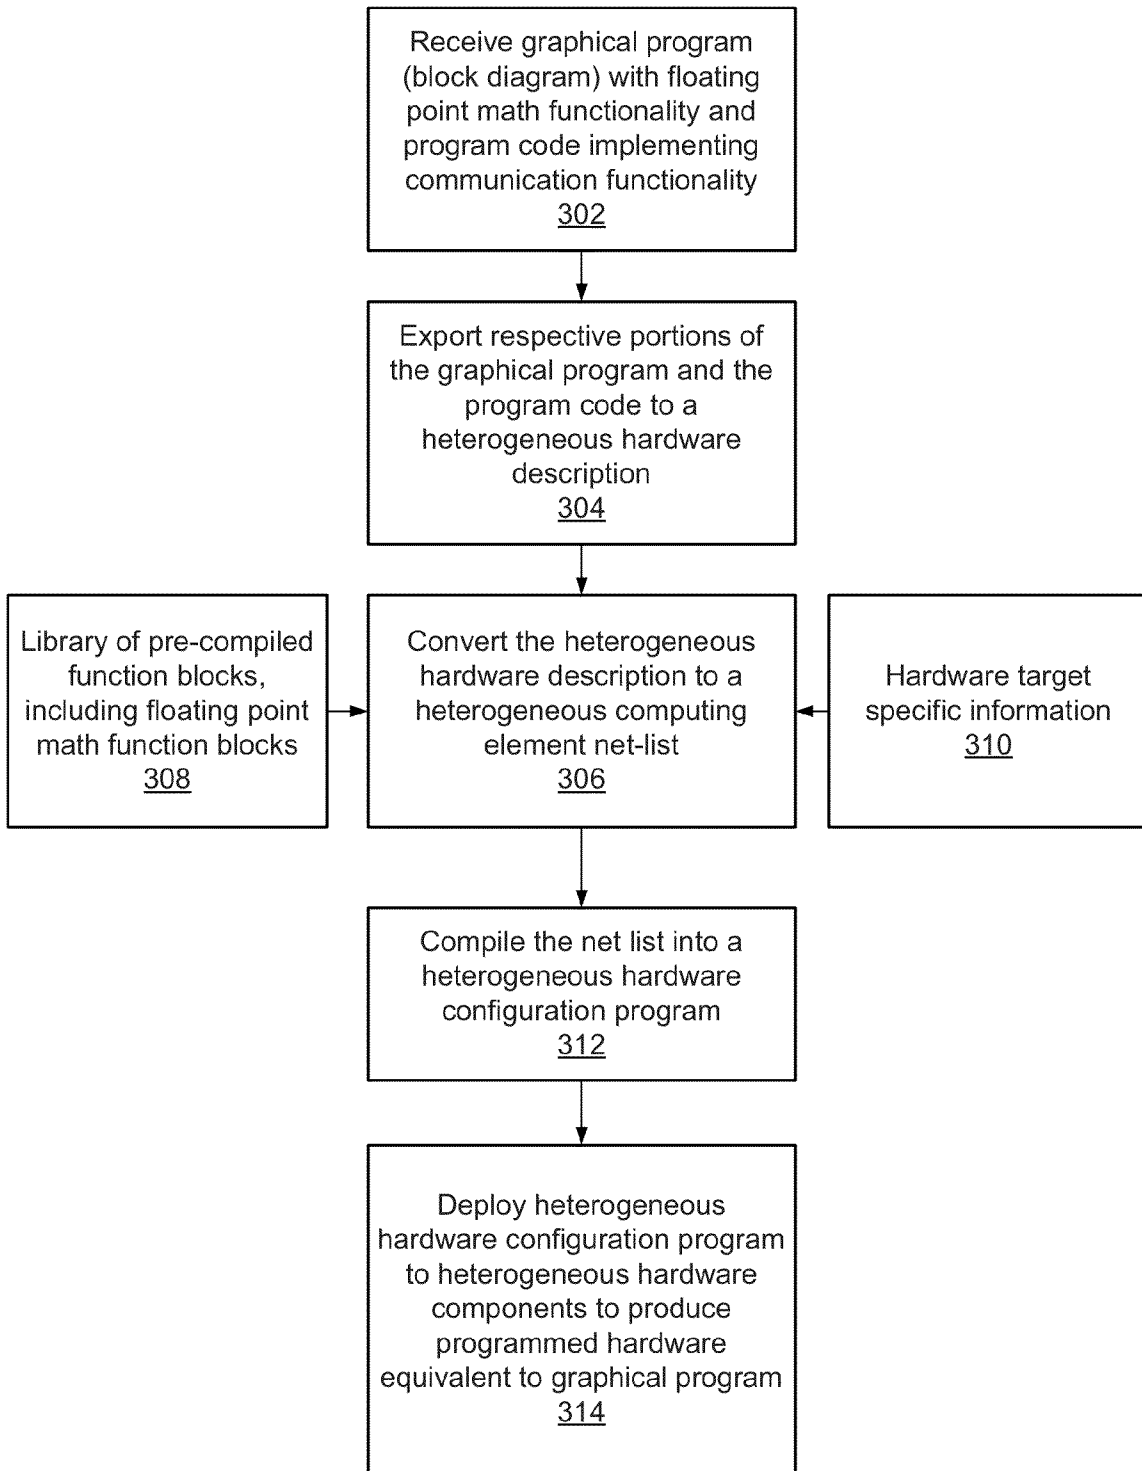 Receive graphical program
(block diagram) with floating
point math functionality and
program code implementing
communication functionality
302
Export respective portions of
the graphical program and the
program code to a
heterogeneous hardware
description
304
Library of pre-compiled
function blocks,
including floating point
math function blocks
308
Convert the heterogeneous
hardware description to a
heterogeneous computing
element net-list
306
Hardware target
specific information
310
Compile the net list into a
heterogeneous hardware
configuration program
312
Deploy heterogeneous
hardware configuration program
to heterogeneous hardware
components to produce
programmed hardware
equivalent to graphical program
314